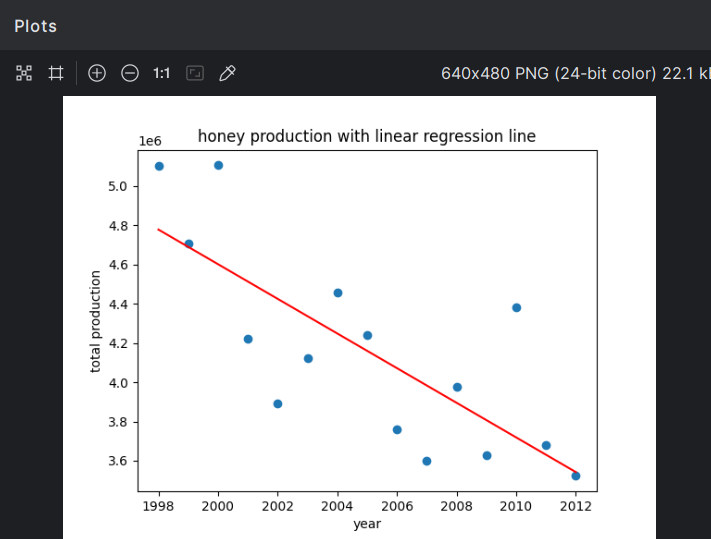 Plots
1:1
640x480 PNG (24-bit color) 22.1
honey production with linear regression line
1e6
5.0
4.8
4.6
4.4
4.2
4.0
3.8
3.6
total production
1998 2000 2002 2004 2006 2008 2010 2012
year